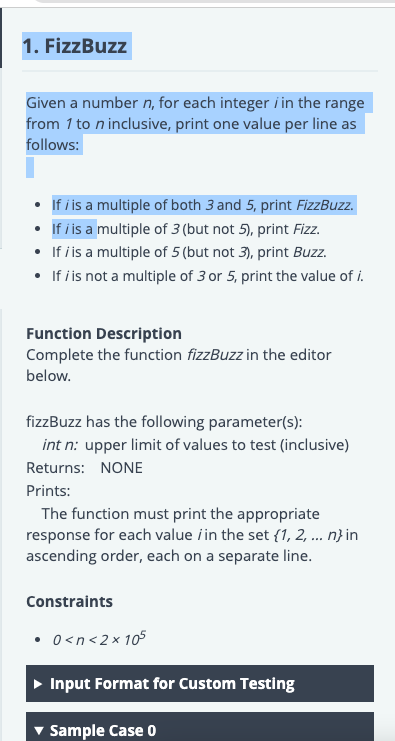 1. FizzBuzz
Given a number n, for each integer i in the range
from 1 to n inclusive, print one value per line as
follows:
• If i is a multiple of both 3 and 5, print FizzBuzz.
• If i is a multiple of 3 (but not 5), print Fizz.
• If i is a multiple of 5 (but not 3), print Buzz.
• If i is not a multiple of 3 or 5, print the value of i.
Function Description
Complete the function fizzBuzz in the editor
below.
fizzBuzz has the following parameter(s):
int n: upper limit of values to test (inclusive)
Returns: NONE
Prints:
The function must print the appropriate
response for each value i in the set {1, 2, ... n} in
ascending order, each on a separate line.
Constraints
• 0 < n < 2 × 10⁵
▶ Input Format for Custom Testing
▼ Sample Case 0